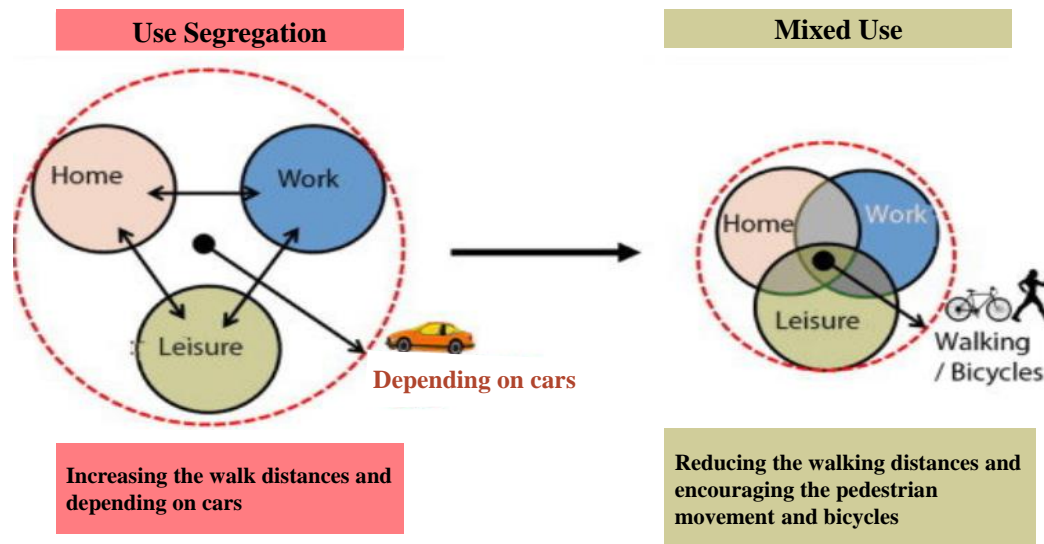 Use Segregation
Mixed Use
Home
Work
Leisure
Depending on cars
Home
Work
Leisure
Walking
/ Bicycles
Increasing the walk distances and
depending on cars
Reducing the walking distances and
encouraging the pedestrian
movement and bicycles